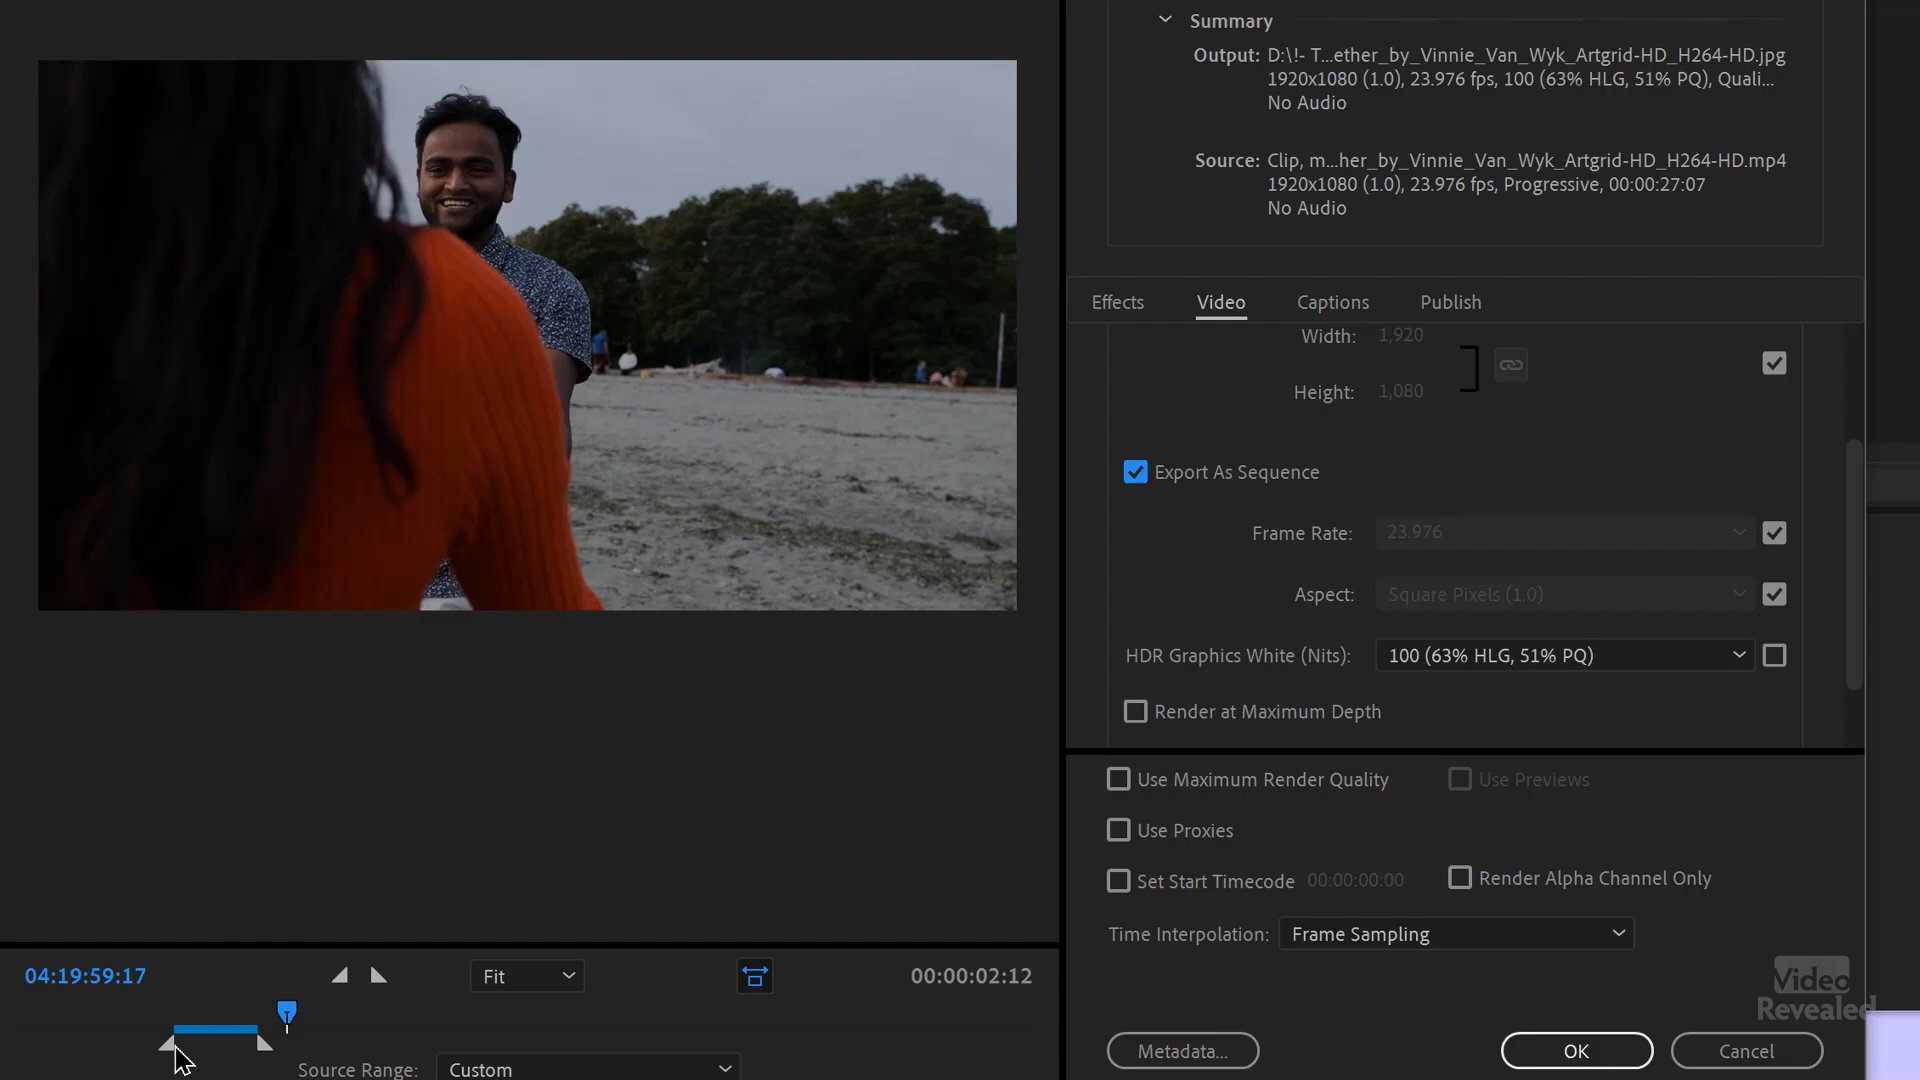 Summary
Output: D:\!- T...ether_by_Vinnie_Van_Wyk_Artgrid-HD_H264-HD.jpg
1920x1080 (1.0), 23.976 fps, 100 (63% HLG, 51% PQ), Quali...
No Audio
Source: Clip, m...her_by_Vinnie_Van_Wyk_Artgrid-HD_H264-HD.mp4
1920x1080 (1.0), 23.976 fps, Progressive, 00:00:27:07
No Audio
Effects Video Captions Publish
Width: 1,920
Height: 1,080
Export As Sequence
Frame Rate: 23.976
Aspect: Square Pixels (1.0)
HDR Graphics White (Nits): 100 (63% HLG, 51% PQ)
Render at Maximum Depth
Use Maximum Render Quality Use Previews
Use Proxies
Set Start Timecode 00:00:00:00 Render Alpha Channel Only
Time Interpolation: Frame Sampling
04:19:59:17 Fit 00:00:02:12
Source Range: Custom
Video
Revealed
Metadata... OK Cancel